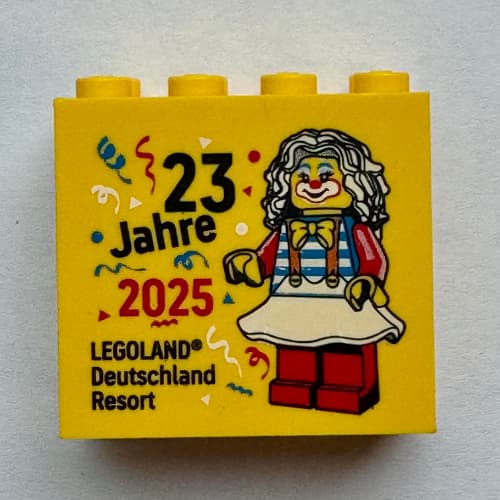 23
Jahre
2025
LEGOLAND®
Deutschland
Resort